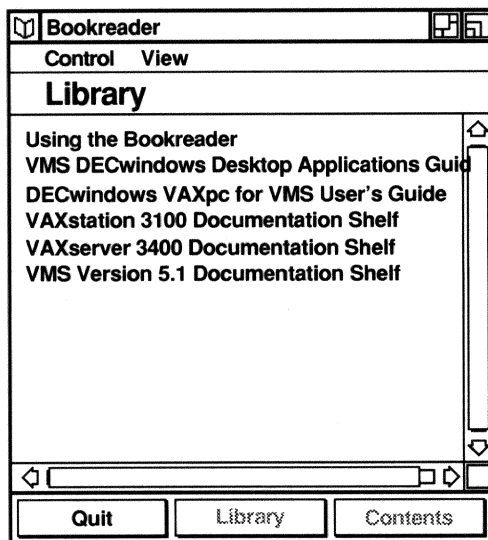 Bookreader
Control View
Library
Using the Bookreader
VMS DECwindows Desktop Applications Guid
DECwindows VAXpc for VMS User's Guide
VAXstation 3100 Documentation Shelf
VAXserver 3400 Documentation Shelf
VMS Version 5.1 Documentation Shelf
Quit Library Contents